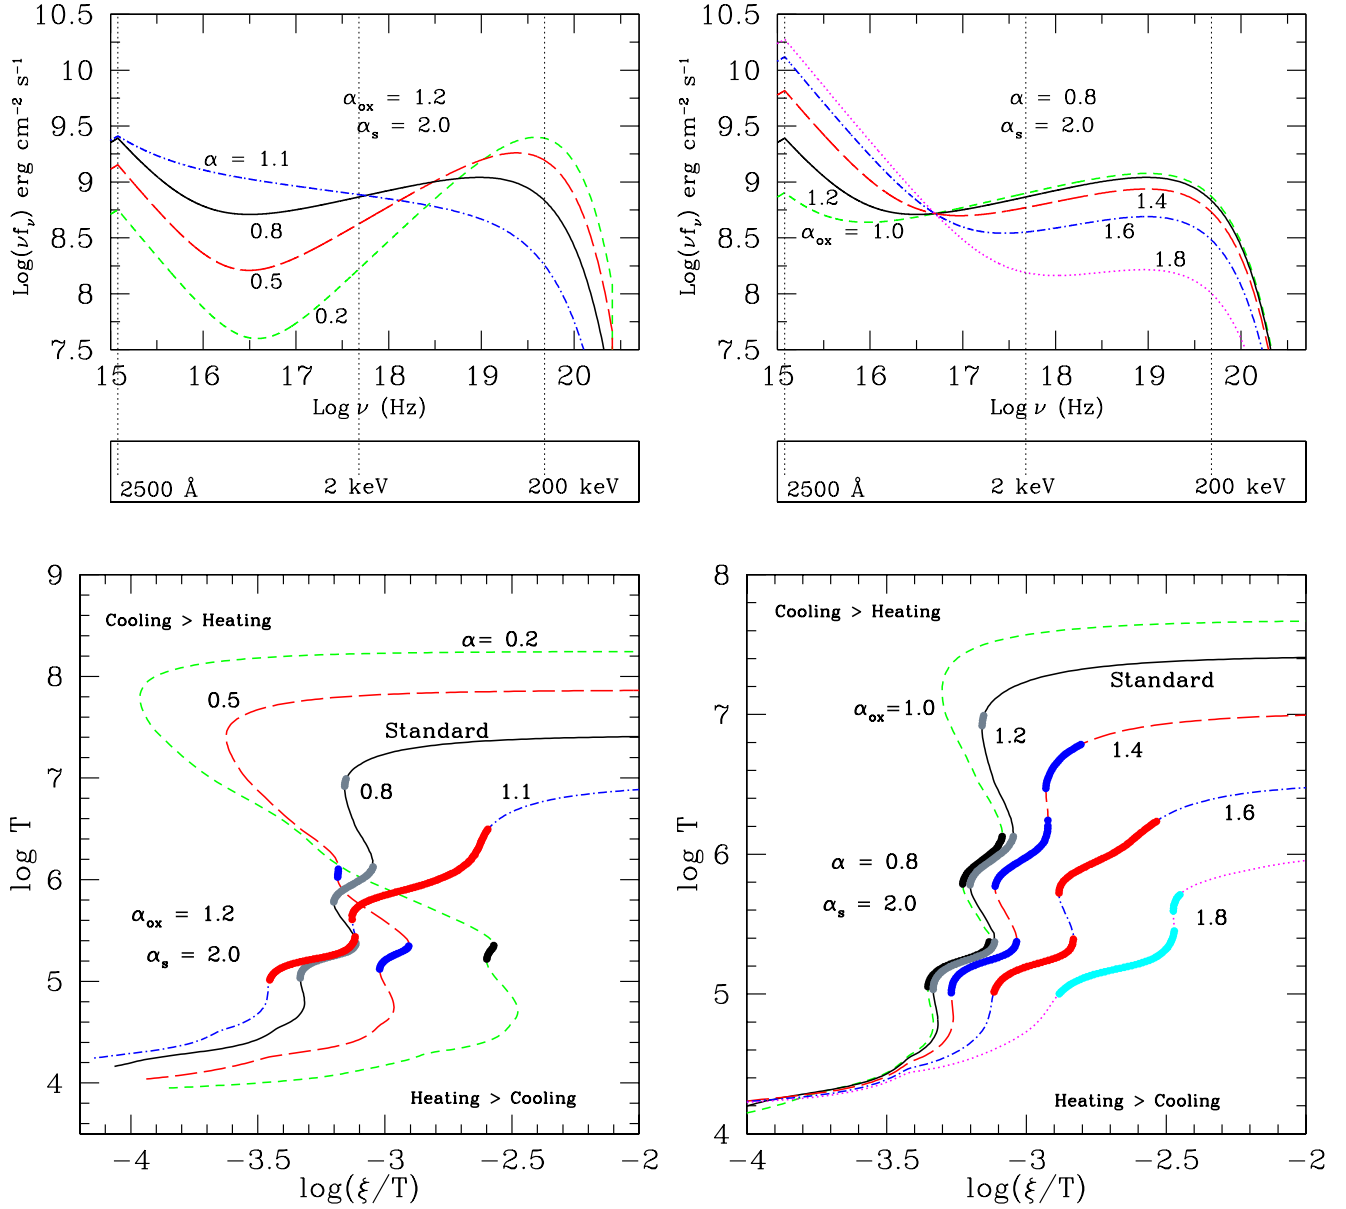 10.5
10
9.5
9
8.5
8
7.5
Log(νf_ν) erg cm⁻² s⁻¹
α_ox = 1.2
α_s = 2.0
α = 1.1
0.8
0.5
0.2
15 16 17 18 19 20
Log ν (Hz)
2500 Å 2 keV 200 keV
10.5
10
9.5
9
8.5
8
7.5
Log(νf_ν) erg cm⁻² s⁻¹
α = 0.8
α_s = 2.0
1.2
α_ox = 1.0
1.4
1.6
1.8
15 16 17 18 19 20
Log ν (Hz)
2500 Å 2 keV 200 keV
9
8
7
6
5
4
log T
Cooling > Heating
α= 0.2
0.5
Standard
0.8
1.1
α_ox = 1.2
α_s = 2.0
Heating > Cooling
−4 −3.5 −3 −2.5 −2
log(ξ/T)
8
7
6
5
4
log T
Cooling > Heating
Standard
α_ox=1.0
1.2
1.4
1.6
α = 0.8
α_s = 2.0
1.8
Heating > Cooling
−4 −3.5 −3 −2.5 −2
log(ξ/T)